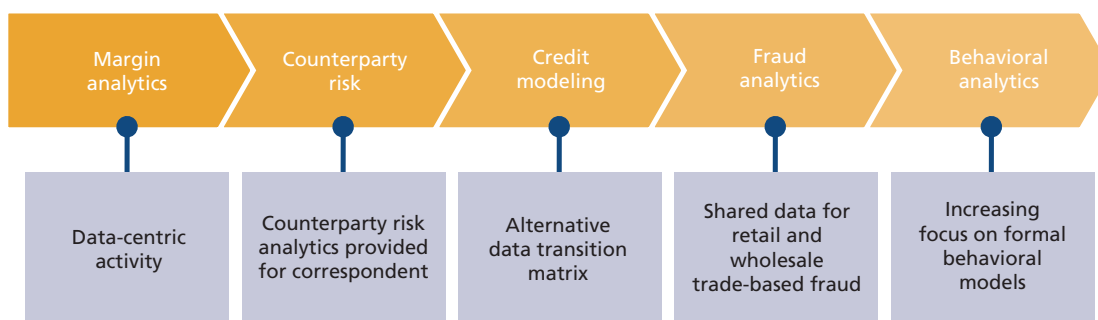 Margin
analytics
Counterparty
risk
Credit
modeling
Fraud
analytics
Behavioral
analytics
Data-centric
activity
Counterparty risk
analytics provided
for correspondent
Alternative
data transition
matrix
Shared data for
retail and
wholesale
trade-based fraud
Increasing
focus on formal
behavioral
models